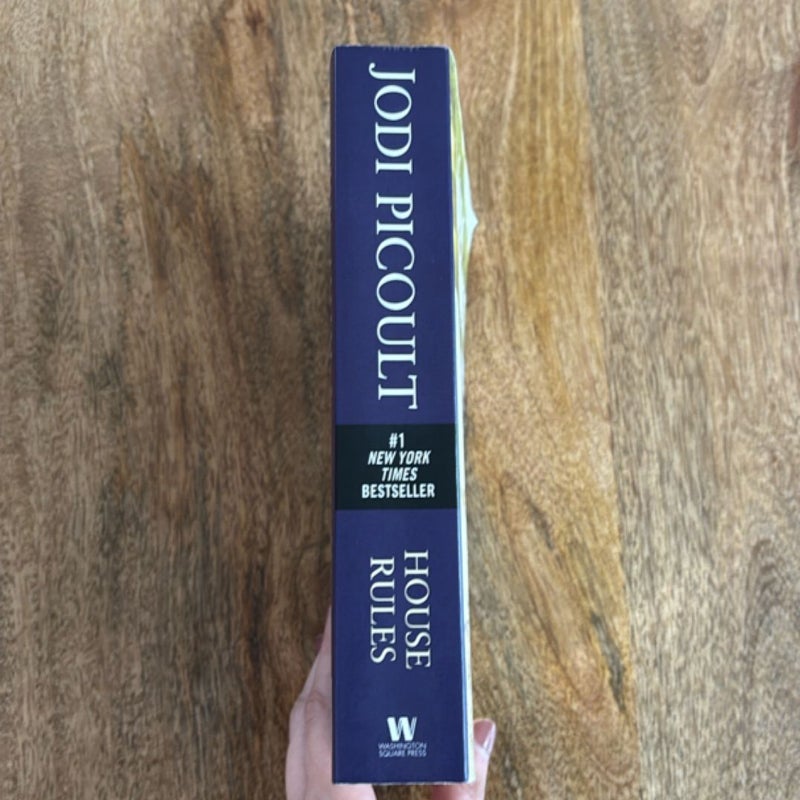 JODI PICOULT
#1
NEW YORK
TIMES
BESTSELLER
HOUSE
RULES
W
WASHINGTON
SQUARE PRESS